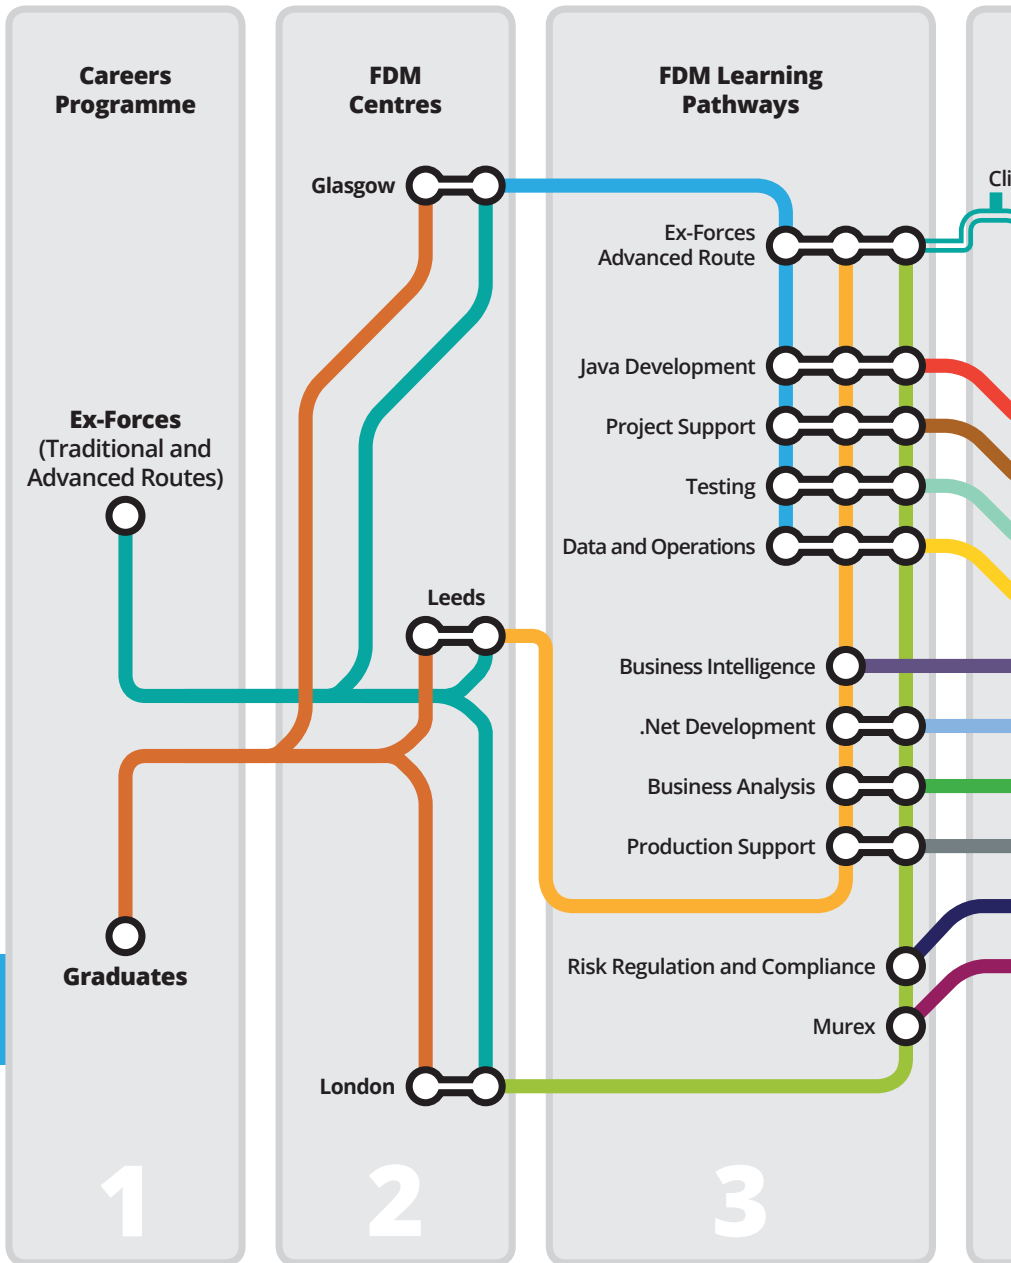 Careers
Programme
Ex-Forces
(Traditional and
Advanced Routes)
Graduates
1
FDM
Centres
Glasgow
Leeds
London
2
FDM Learning
Pathways
Ex-Forces
Advanced Route
Java Development
Project Support
Testing
Data and Operations
Business Intelligence
.Net Development
Business Analysis
Production Support
Risk Regulation and Compliance
Murex
3
Cli